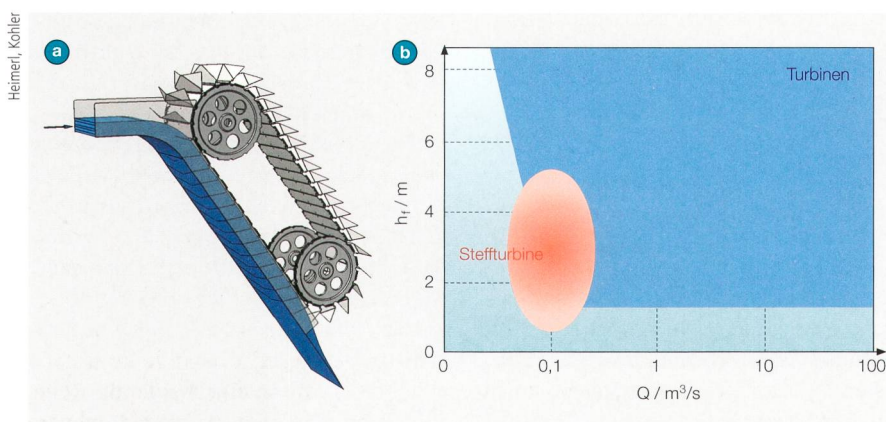 Heimerl, Kohler
a
b
8
6
4
2
0
h_f / m
Turbinen
Steffturbine
0
0,1
1
10
100
Q / m³/s